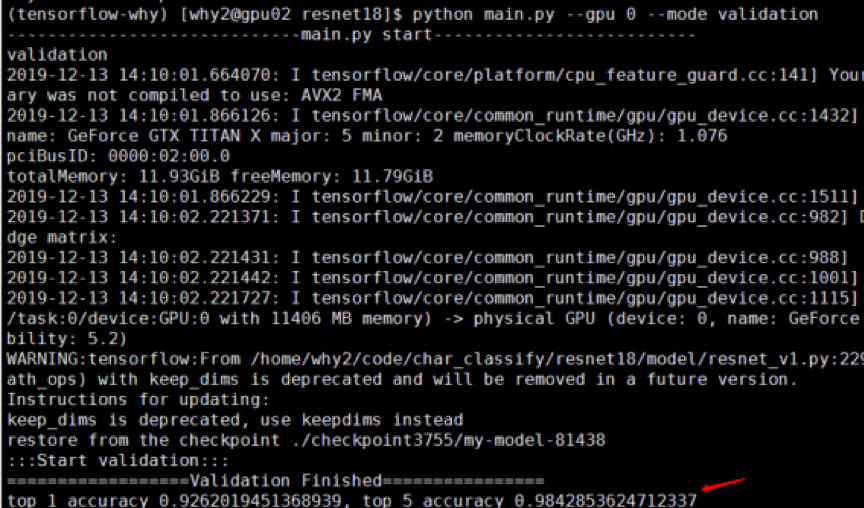 (tensorflow-why) [why2@gpu02 resnet18]$ python main.py --gpu 0 --mode validation
-----------------------------main.py start--------------------------
validation
2019-12-13 14:10:01.664070: I tensorflow/core/platform/cpu_feature_guard.cc:141] Your
ary was not compiled to use: AVX2 FMA
2019-12-13 14:10:01.866126: I tensorflow/core/common_runtime/gpu/gpu_device.cc:1432]
name: GeForce GTX TITAN X major: 5 minor: 2 memoryClockRate(GHz): 1.076
pciBusID: 0000:02:00.0
totalMemory: 11.93GiB freeMemory: 11.79GiB
2019-12-13 14:10:01.866229: I tensorflow/core/common_runtime/gpu/gpu_device.cc:1511]
2019-12-13 14:10:02.221371: I tensorflow/core/common_runtime/gpu/gpu_device.cc:982] D
dge matrix:
2019-12-13 14:10:02.221431: I tensorflow/core/common_runtime/gpu/gpu_device.cc:988]
2019-12-13 14:10:02.221442: I tensorflow/core/common_runtime/gpu/gpu_device.cc:1001]
2019-12-13 14:10:02.221727: I tensorflow/core/common_runtime/gpu/gpu_device.cc:1115]
/task:0/device:GPU:0 with 11406 MB memory) -> physical GPU (device: 0, name: GeForce
bility: 5.2)
WARNING:tensorflow:From /home/why2/code/char_classify/resnet18/model/resnet_v1.py:229
ath_ops) with keep_dims is deprecated and will be removed in a future version.
Instructions for updating:
keep_dims is deprecated, use keepdims instead
restore from the checkpoint ./checkpoint3755/my-model-81438
:::Start validation:::
==================Validation Finished================
top 1 accuracy 0.9262019451368939, top 5 accuracy 0.9842853624712337